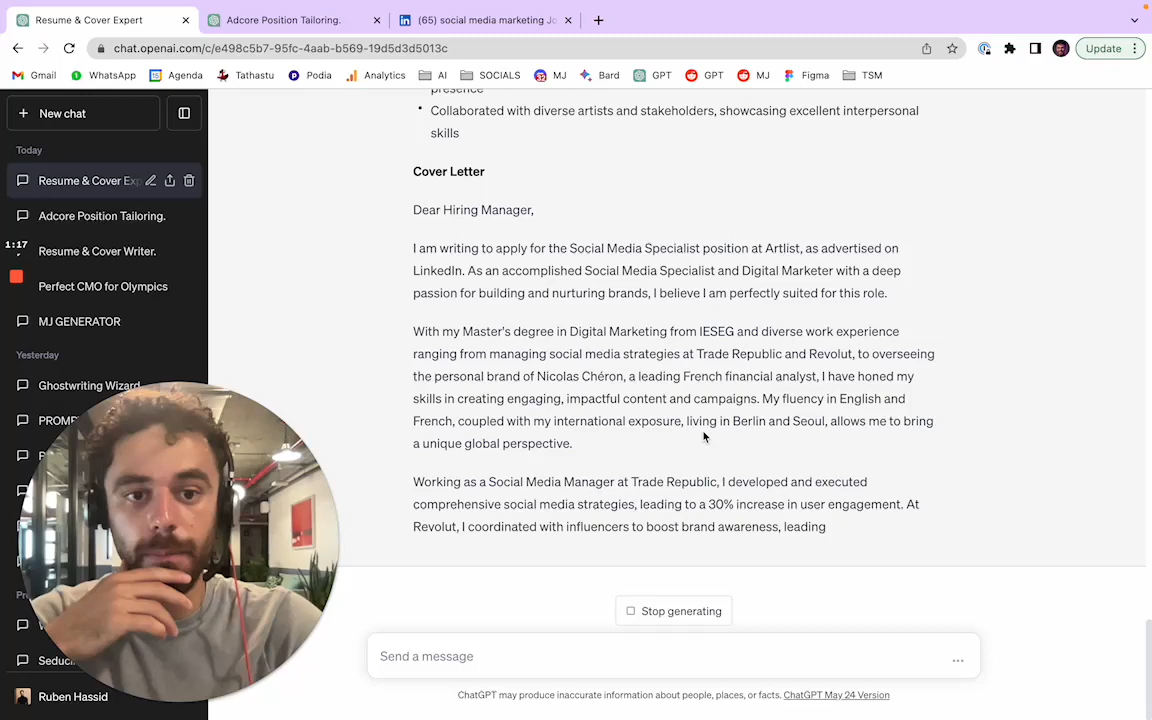 Resume & Cover Expert
Adcore Position Tailoring.
(65) social media marketing Jo
chat.openai.com/c/e498c5b7-95fc-4aab-b569-19d5d3d5013c
Update
Gmail
WhatsApp
Agenda
Tathastu
Podia
Analytics
AI
SOCIALS
MJ
Bard
GPT
GPT
MJ
Figma
TSM
New chat
Today
Resume & Cover Exp
Adcore Position Tailoring.
1:17
Resume & Cover Writer.
Perfect CMO for Olympics
MJ GENERATOR
Yesterday
Ghostwriting Wizard
PROMP
Seduci
Ruben Hassid
presence
• Collaborated with diverse artists and stakeholders, showcasing excellent interpersonal
skills
Cover Letter
Dear Hiring Manager,
I am writing to apply for the Social Media Specialist position at Artlist, as advertised on
LinkedIn. As an accomplished Social Media Specialist and Digital Marketer with a deep
passion for building and nurturing brands, I believe I am perfectly suited for this role.
With my Master's degree in Digital Marketing from IESEG and diverse work experience
ranging from managing social media strategies at Trade Republic and Revolut, to overseeing
the personal brand of Nicolas Chéron, a leading French financial analyst, I have honed my
skills in creating engaging, impactful content and campaigns. My fluency in English and
French, coupled with my international exposure, living in Berlin and Seoul, allows me to bring
a unique global perspective.
Working as a Social Media Manager at Trade Republic, I developed and executed
comprehensive social media strategies, leading to a 30% increase in user engagement. At
Revolut, I coordinated with influencers to boost brand awareness, leading
Stop generating
Send a message
...
ChatGPT may produce inaccurate information about people, places, or facts. ChatGPT May 24 Version